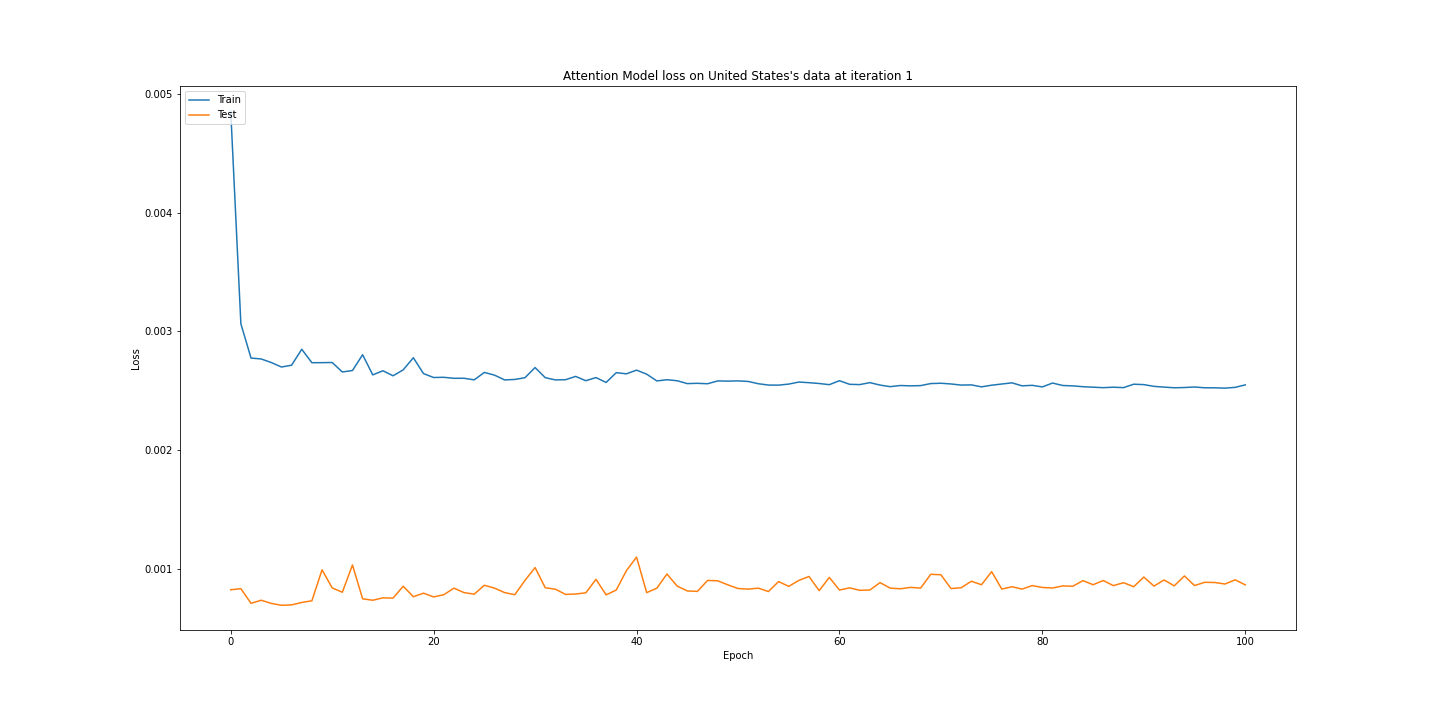 Attention Model loss on United States's data at iteration 1
Train
Test
0.005
0.004
0.003
0.002
0.001
Loss
0
20
40
60
80
100
Epoch